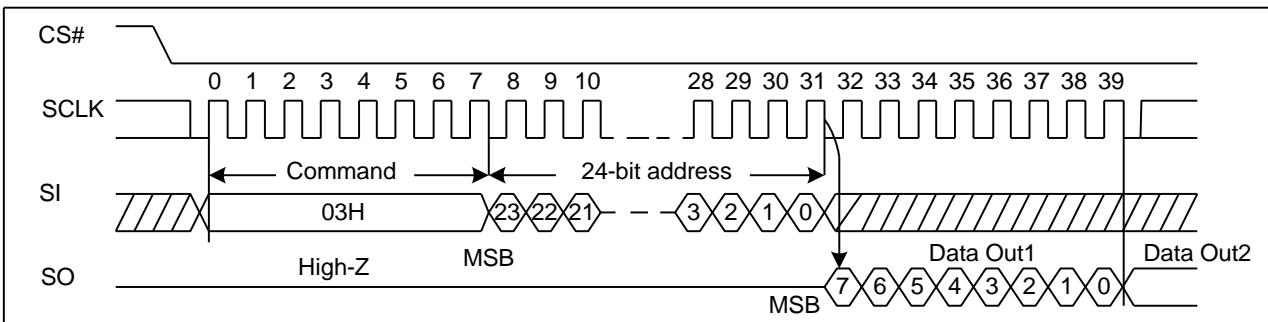 CS#
0 1 2 3 4 5 6 7 8 9 10 28 29 30 31 32 33 34 35 36 37 38 39
SCLK
Command 24-bit address
SI
03H 23 22 21 3 2 1 0
High-Z MSB Data Out1 Data Out2
SO
MSB 7 6 5 4 3 2 1 0